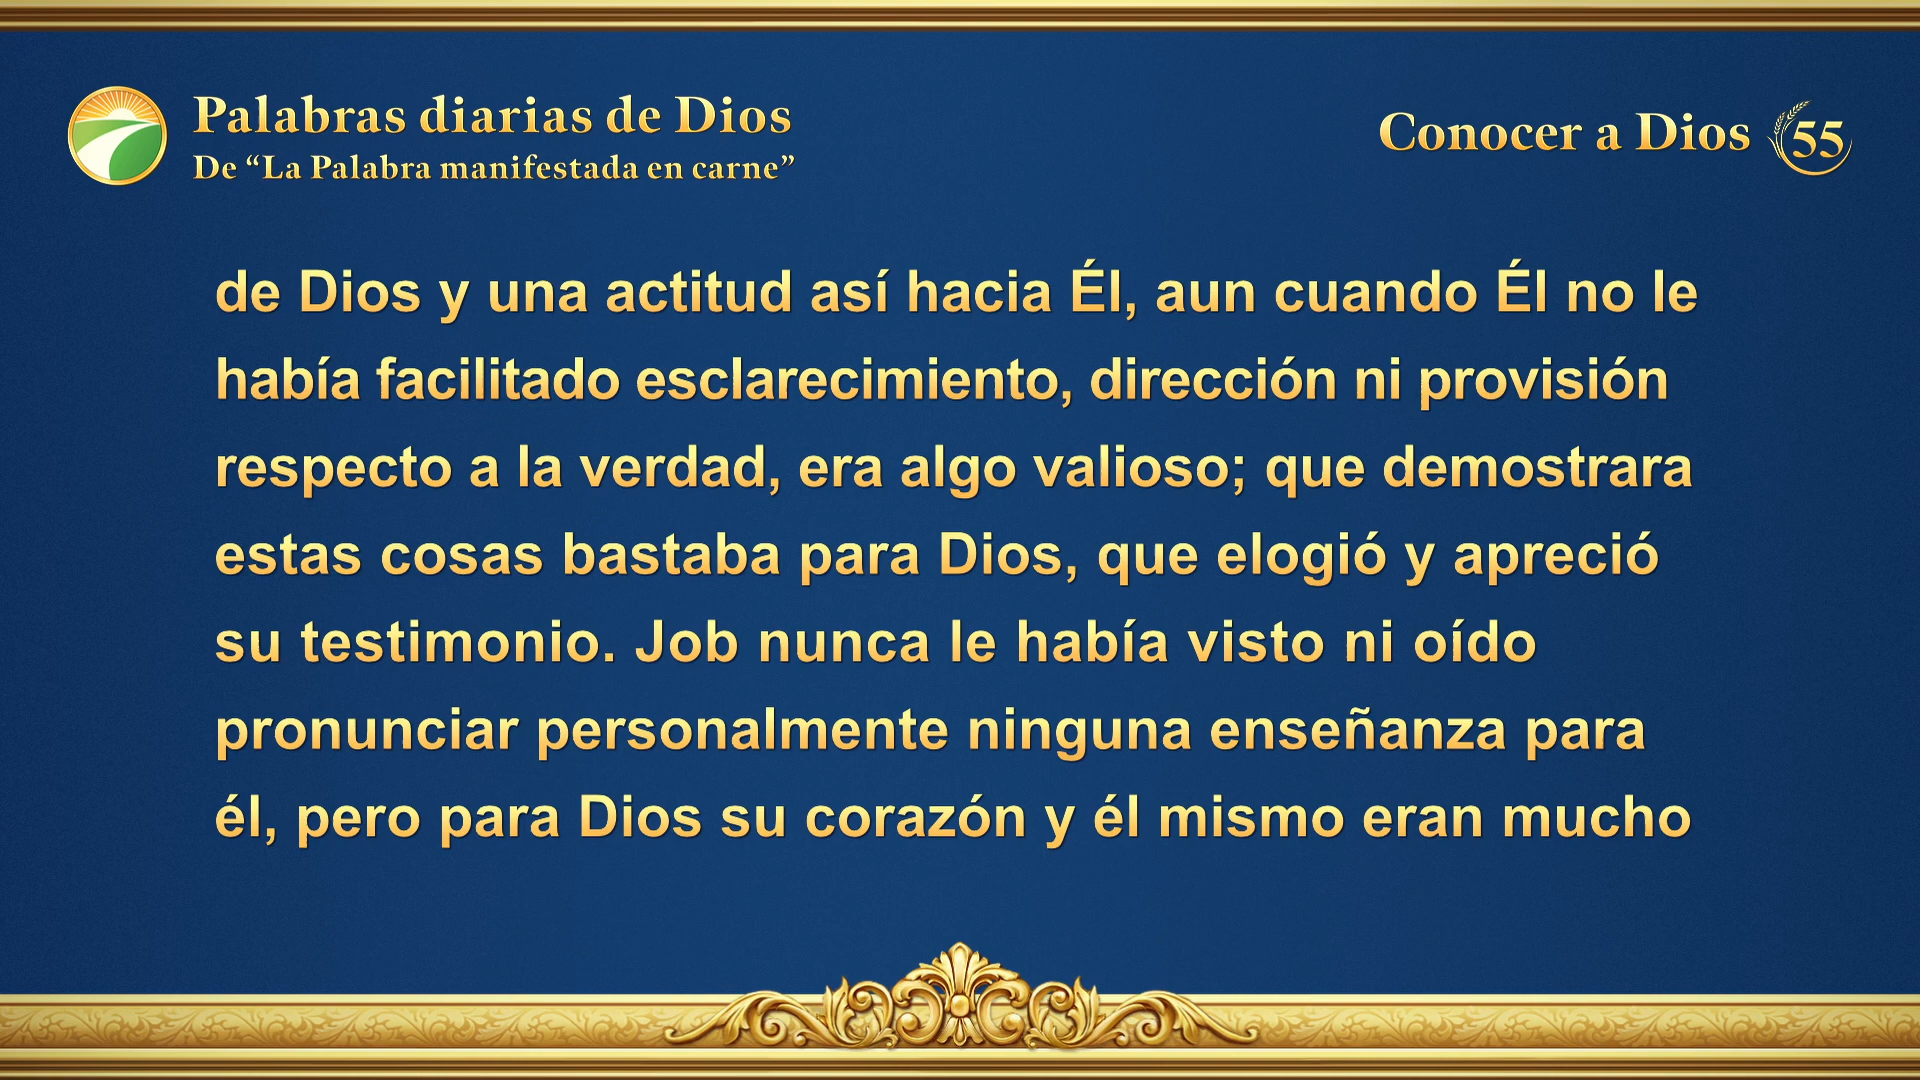 Palabras diarias de Dios
De “La Palabra manifestada en carne”
Conocer a Dios 55
de Dios y una actitud así hacia Él, aun cuando Él no le
había facilitado esclarecimiento, dirección ni provisión
respecto a la verdad, era algo valioso; que demostrara
estas cosas bastaba para Dios, que elogió y apreció
su testimonio. Job nunca le había visto ni oído
pronunciar personalmente ninguna enseñanza para
él, pero para Dios su corazón y él mismo eran mucho